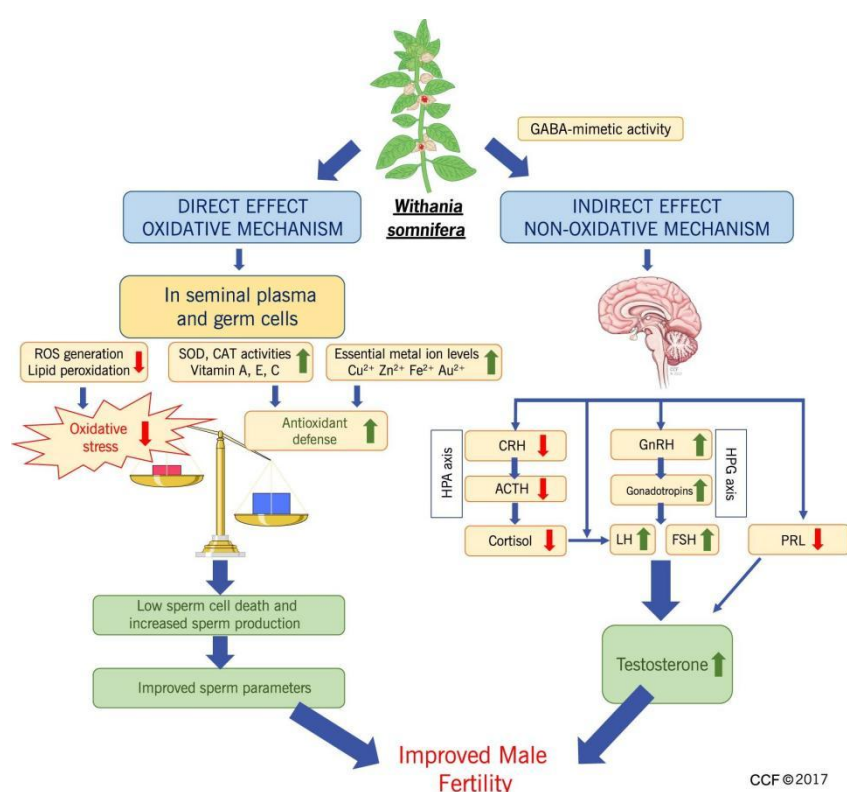 GABA-mimetic activity
Withania
somnifera
DIRECT EFFECT
OXIDATIVE MECHANISM
INDIRECT EFFECT
NON-OXIDATIVE MECHANISM
In seminal plasma
and germ cells
ROS generation
Lipid peroxidation
SOD, CAT activities
Vitamin A, E, C
Essential metal ion levels
Cu²⁺ Zn²⁺ Fe²⁺ Au²⁺
Oxidative
stress
Antioxidant
defense
HPA axis
CRH
ACTH
Cortisol
GnRH
Gonadotropins
LH
FSH
HPG axis
PRL
Low sperm cell death and
increased sperm production
Improved sperm parameters
Testosterone
Improved Male
Fertility
CCF ©2017